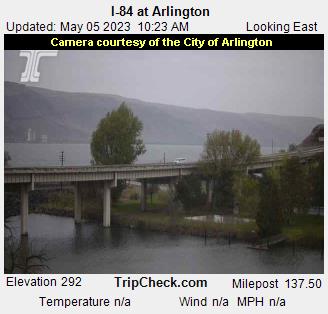 I-84 at Arlington
Updated: May 05 2023 10:23 AM Looking East
Camera courtesy of the City of Arlington
Elevation 292 TripCheck.com Milepost 137.50
Temperature n/a Wind n/a MPH n/a